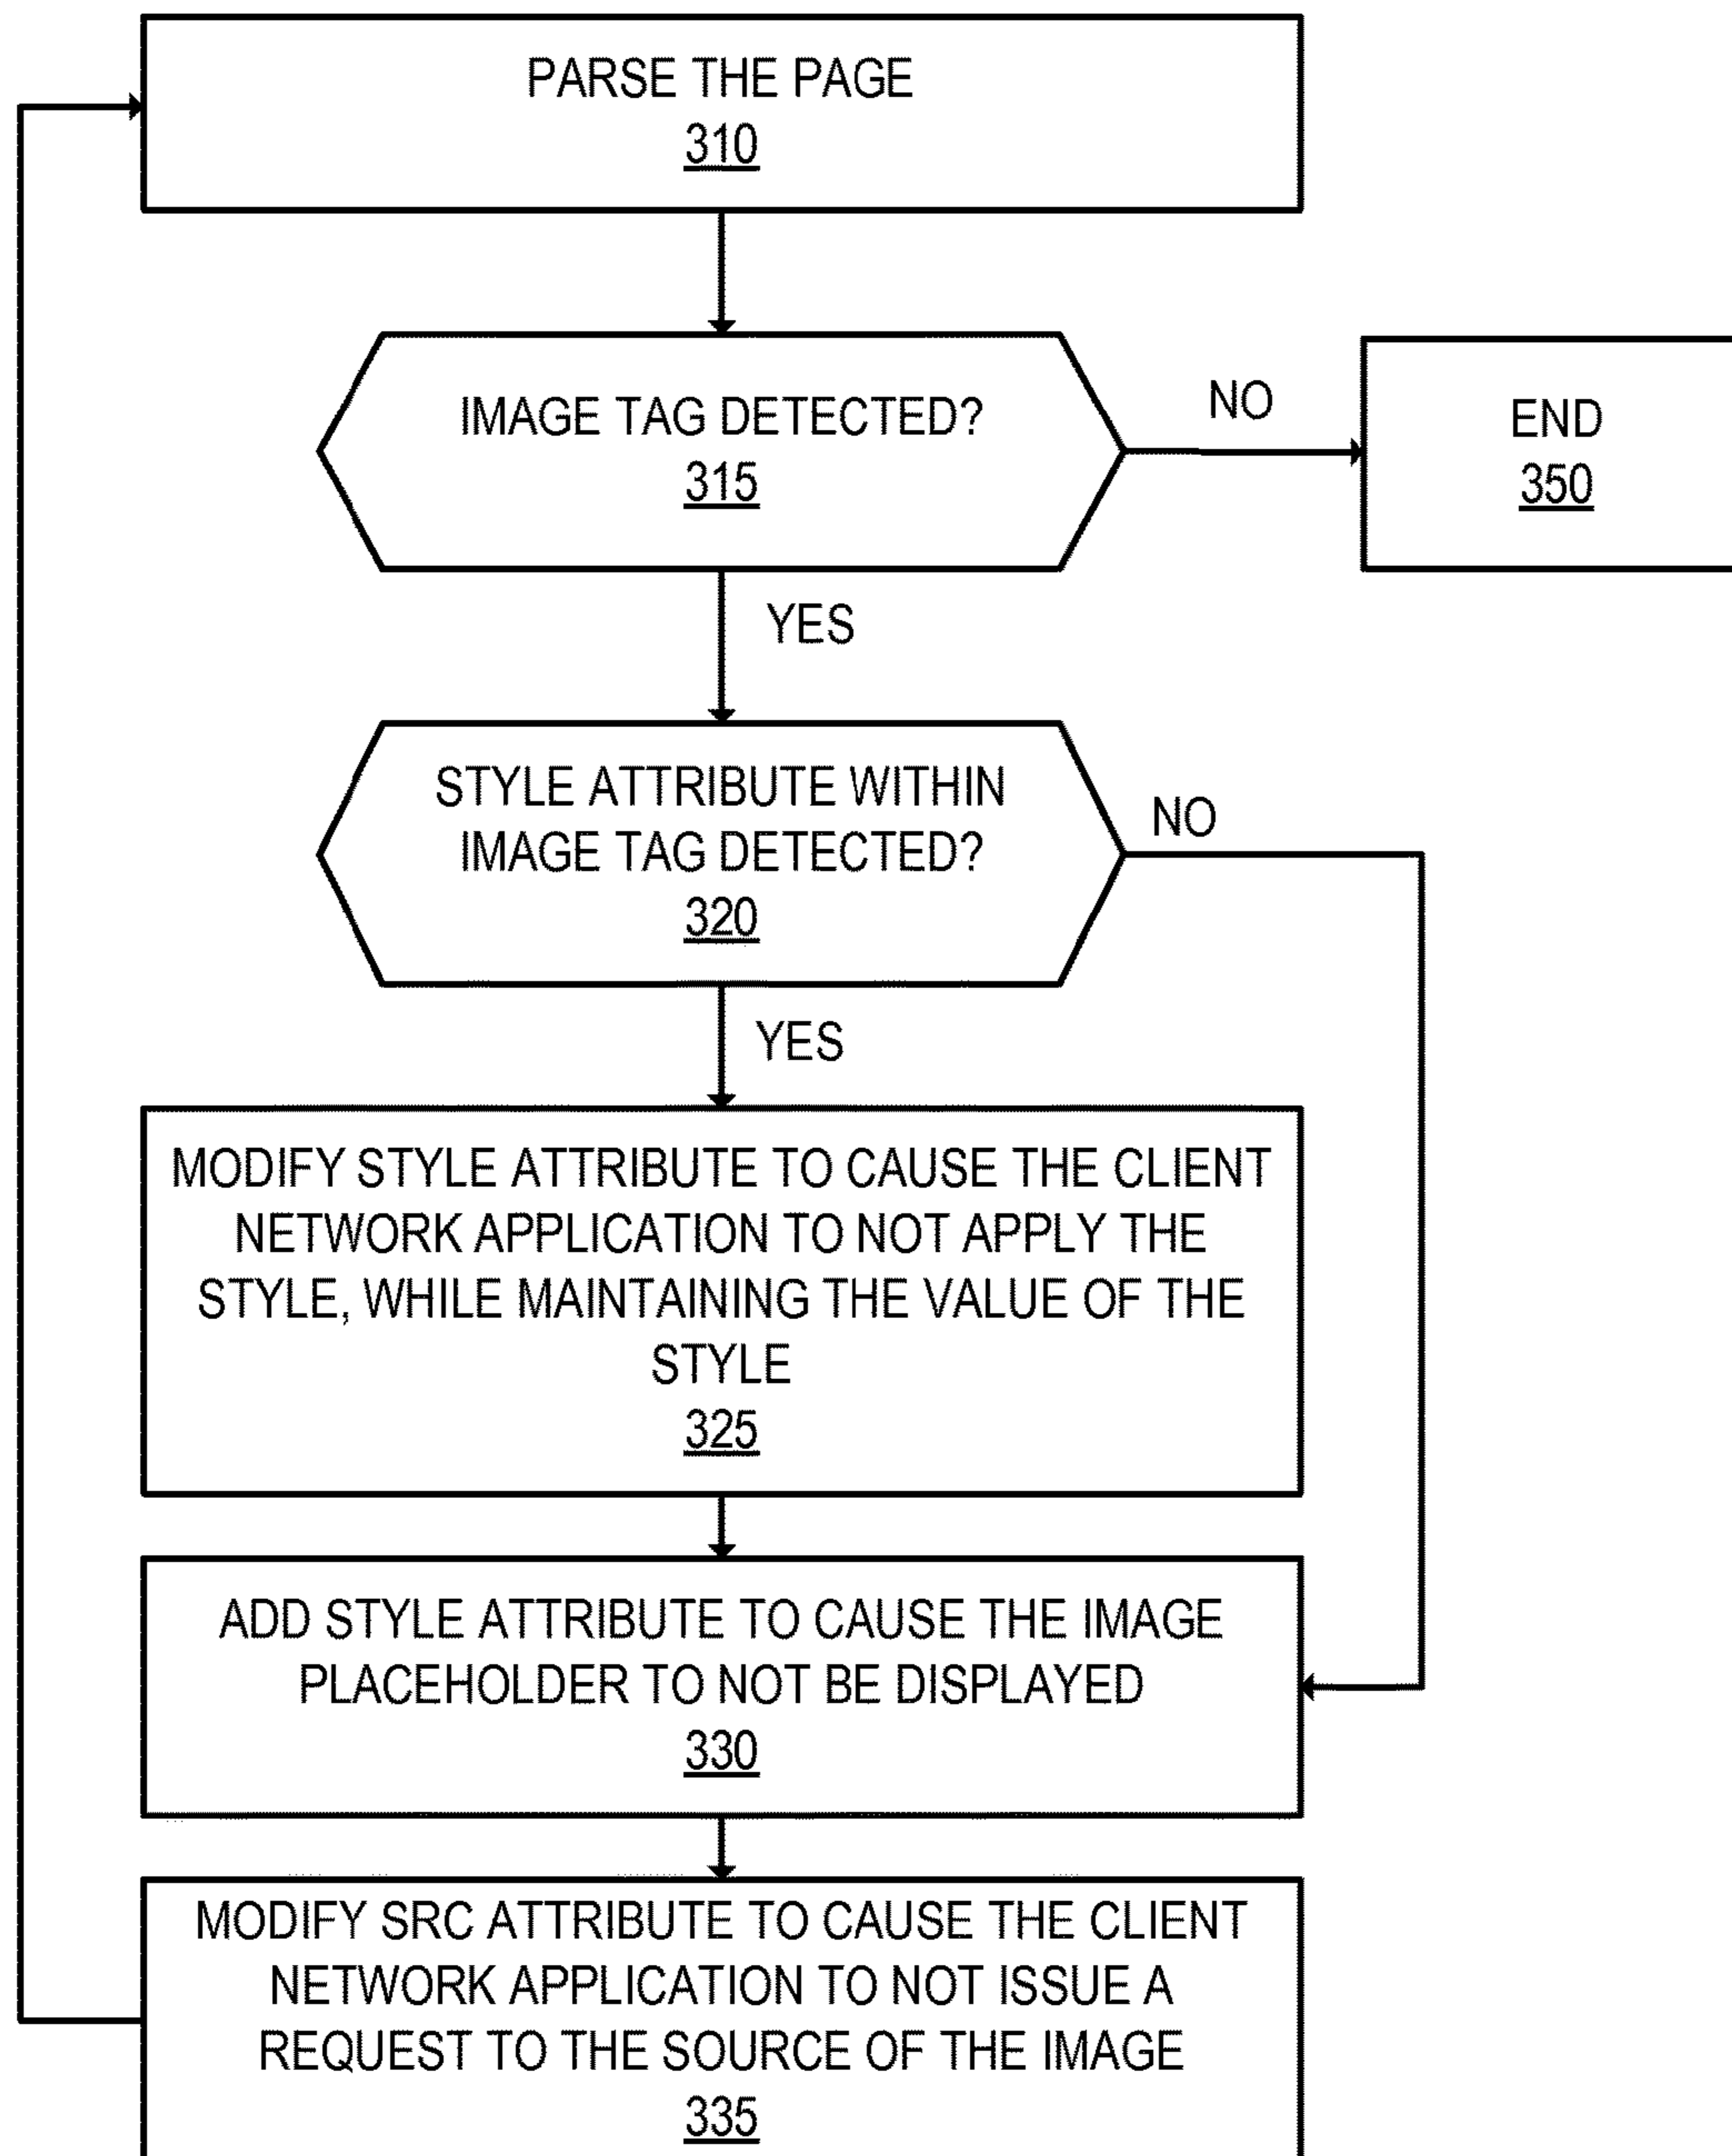 PARSE THE PAGE
310
IMAGE TAG DETECTED?
315
NO
END
350
YES
STYLE ATTRIBUTE WITHIN
IMAGE TAG DETECTED?
320
NO
YES
MODIFY STYLE ATTRIBUTE TO CAUSE THE CLIENT
NETWORK APPLICATION TO NOT APPLY THE
STYLE, WHILE MAINTAINING THE VALUE OF THE
STYLE
325
ADD STYLE ATTRIBUTE TO CAUSE THE IMAGE
PLACEHOLDER TO NOT BE DISPLAYED
330
MODIFY SRC ATTRIBUTE TO CAUSE THE CLIENT
NETWORK APPLICATION TO NOT ISSUE A
REQUEST TO THE SOURCE OF THE IMAGE
335